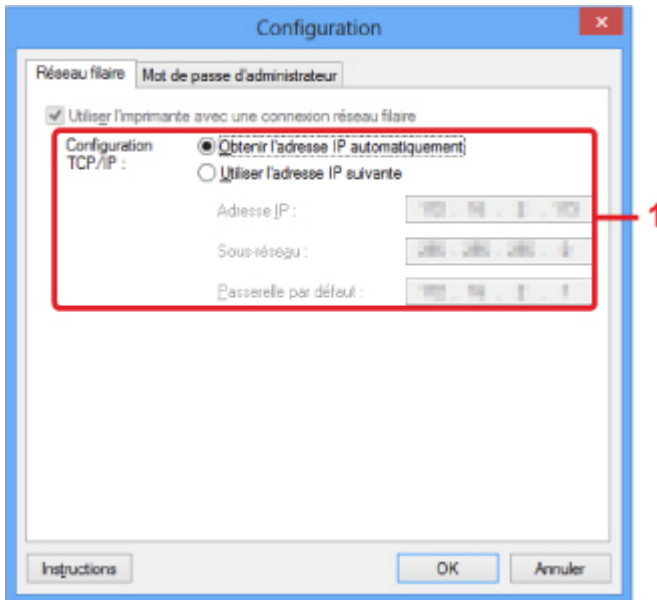 Configuration
Réseau filaire
Mot de passe d'administrateur
Utiliser l'imprimante avec une connexion réseau filaire
Configuration TCP/IP :
Obtenir l'adresse IP automatiquement
Utiliser l'adresse IP suivante
Adresse IP :
Sous-réseau :
Passerelle par défaut :
1
Instructions
OK
Annuler